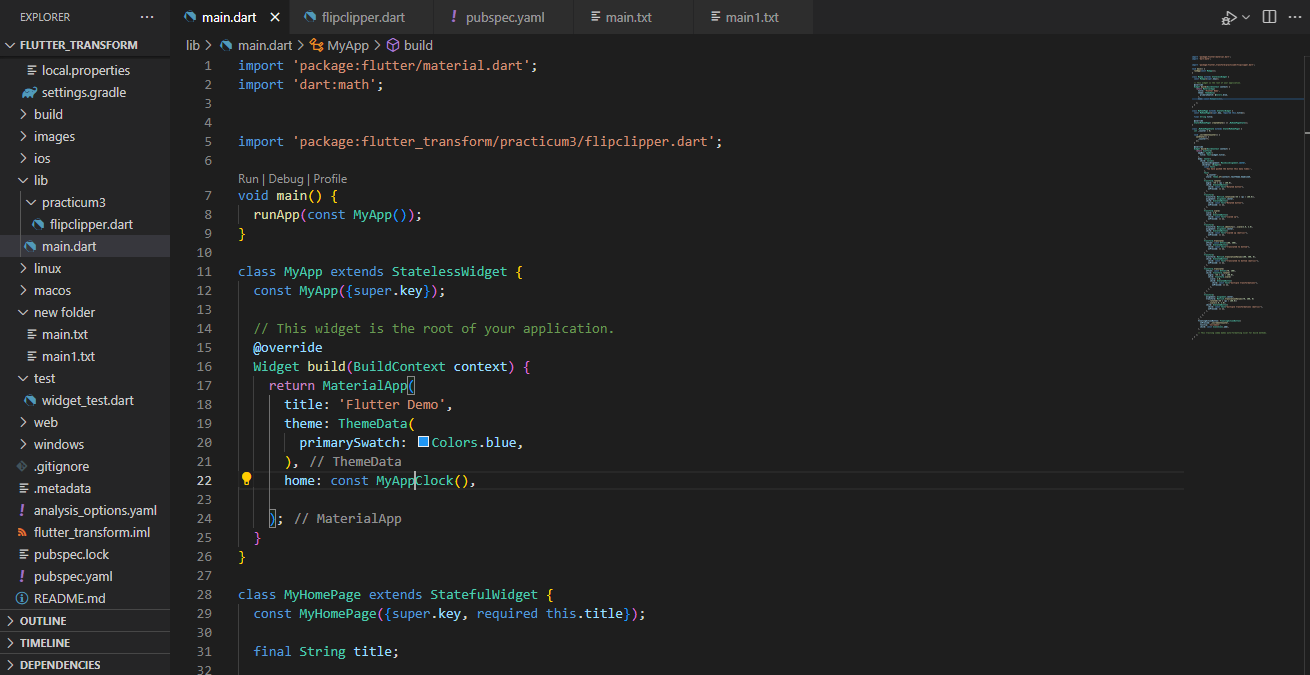 EXPLORER
FLUTTER_TRANSFORM
local.properties
settings.gradle
build
images
ios
lib
practicum3
flipclipper.dart
main.dart
linux
macos
new folder
main.txt
main1.txt
test
widget_test.dart
web
windows
.gitignore
.metadata
analysis_options.yaml
flutter_transform.iml
pubspec.lock
pubspec.yaml
README.md
OUTLINE
TIMELINE
DEPENDENCIES
main.dart flipclipper.dart pubspec.yaml main.txt main1.txt
lib > main.dart > MyApp > build
1 import 'package:flutter/material.dart';
2 import 'dart:math';
3
4
5 import 'package:flutter_transform/practicum3/flipclipper.dart';
6
Run | Debug | Profile
7 void main() {
8 runApp(const MyApp());
9 }
10
11 class MyApp extends StatelessWidget {
12 const MyApp({super.key});
13
14 // This widget is the root of your application.
15 @override
16 Widget build(BuildContext context) {
17 return MaterialApp(
18 title: 'Flutter Demo',
19 theme: ThemeData(
20 primarySwatch: Colors.blue,
21 ), // ThemeData
22 home: const MyAppClock(),
23
24 ); // MaterialApp
25 }
26 }
27
28 class MyHomePage extends StatefulWidget {
29 const MyHomePage({super.key, required this.title});
30
31 final String title;
32